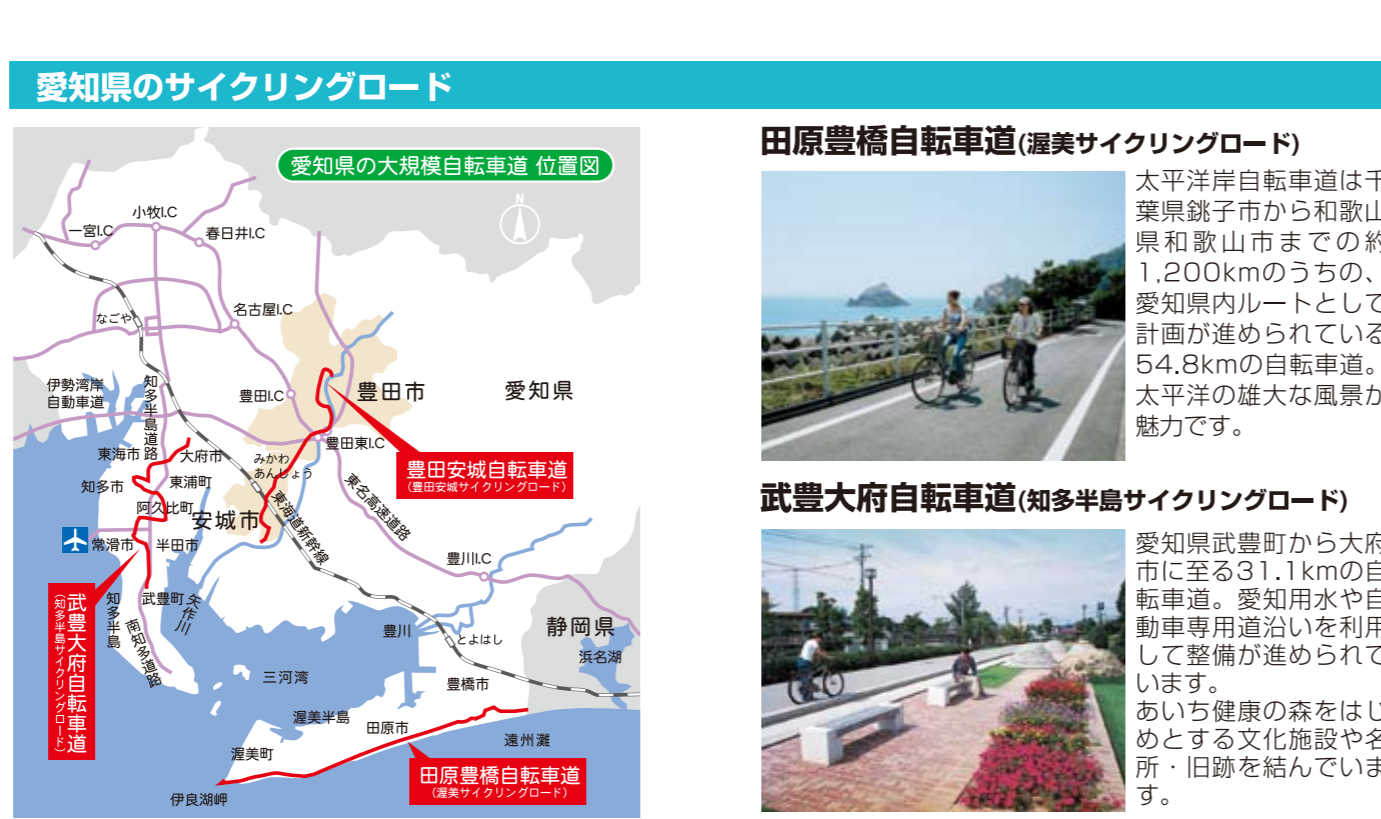 愛知県のサイクリングロード
愛知県の大規模自転車道 位置図
N
小牧I.C
一宮I.C
春日井I.C
名古屋I.C
なごや
伊勢湾岸
自動車道
知多半島道路
豊田I.C
豊田市
愛知県
豊田東I.C
東海市
大府市
みかわ
あんじょう
知多市
東浦町
阿久比町
安城市
東海道新幹線
東名高速道路
豊田安城自転車道
(豊田安城サイクリングロード)
常滑市
半田市
豊川I.C
武豊大府自転車道
(知多半島サイクリングロード)
知多半島
武豊町
矢作川
南知多道路
豊川
とよはし
静岡県
浜名湖
三河湾
豊橋市
渥美半島
田原市
遠州灘
渥美町
田原豊橋自転車道
(渥美サイクリングロード)
伊良湖岬
田原豊橋自転車道(渥美サイクリングロード)
太平洋岸自転車道は千
葉県銚子市から和歌山
県和歌山市までの約
1,200kmのうちの、
愛知県内ルートとして
計画が進められている
54.8kmの自転車道。
太平洋の雄大な風景が
魅力です。
武豊大府自転車道(知多半島サイクリングロード)
愛知県武豊町から大府
市に至る31.1kmの自
転車道。愛知用水や自
動車専用道沿いを利用
して整備が進められて
います。
あいち健康の森をはじ
めとする文化施設や名
所・旧跡を結んでいま
す。